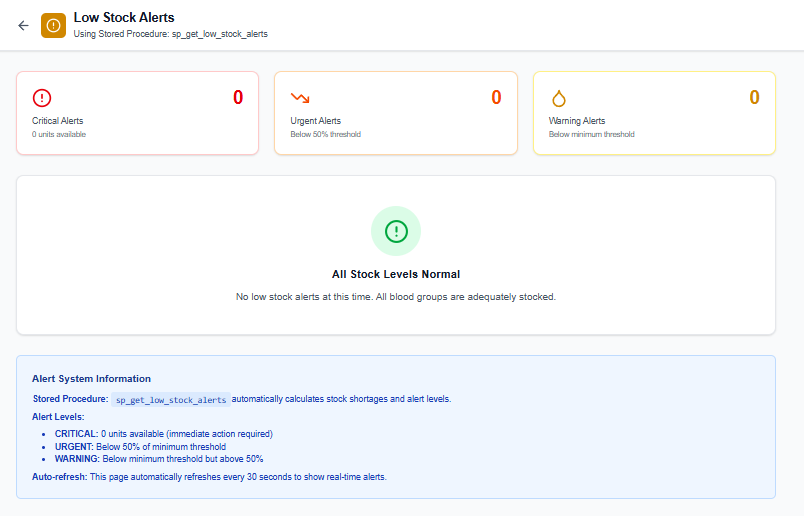 Low Stock Alerts
Using Stored Procedure: sp_get_low_stock_alerts
0
Critical Alerts
0 units available
0
Urgent Alerts
Below 50% threshold
0
Warning Alerts
Below minimum threshold
All Stock Levels Normal
No low stock alerts at this time. All blood groups are adequately stocked.
Alert System Information
Stored Procedure: sp_get_low_stock_alerts automatically calculates stock shortages and alert levels.
Alert Levels:
• CRITICAL: 0 units available (immediate action required)
• URGENT: Below 50% of minimum threshold
• WARNING: Below minimum threshold but above 50%
Auto-refresh: This page automatically refreshes every 30 seconds to show real-time alerts.